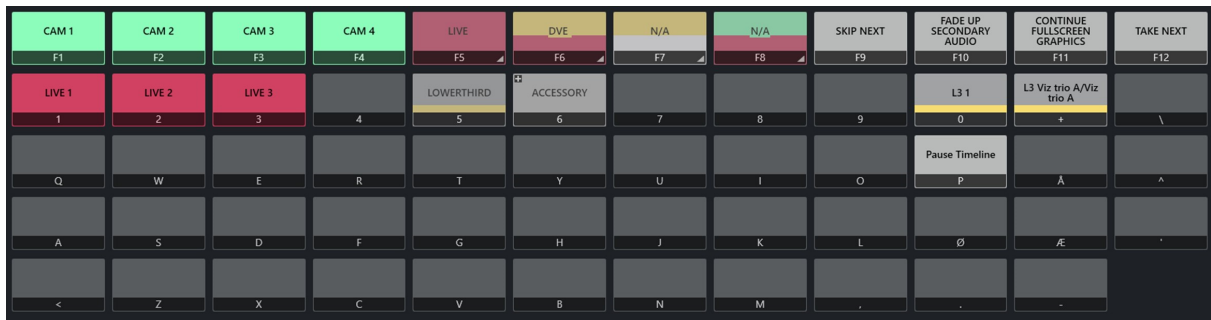 CAM 1
CAM 2
CAM 3
CAM 4
LIVE
DVE
N/A
N/A
SKIP NEXT
FADE UP
SECONDARY
AUDIO
CONTINUE
FULLSCREEN
GRAPHICS
TAKE NEXT
F1
F2
F3
F4
F5
F6
F7
F8
F9
F10
F11
F12
LIVE 1
LIVE 2
LIVE 3
LOWERTHIRD
ACCESSORY
L3 1
L3 Viz trio A/Viz
trio A
1
2
3
4
5
6
7
8
9
0
+
\
Pause Timeline
Q
W
E
R
T
Y
U
I
O
P
Å
^
A
S
D
F
G
H
J
K
L
Ø
Æ
'
<
Z
X
C
V
B
N
M
,
.
-